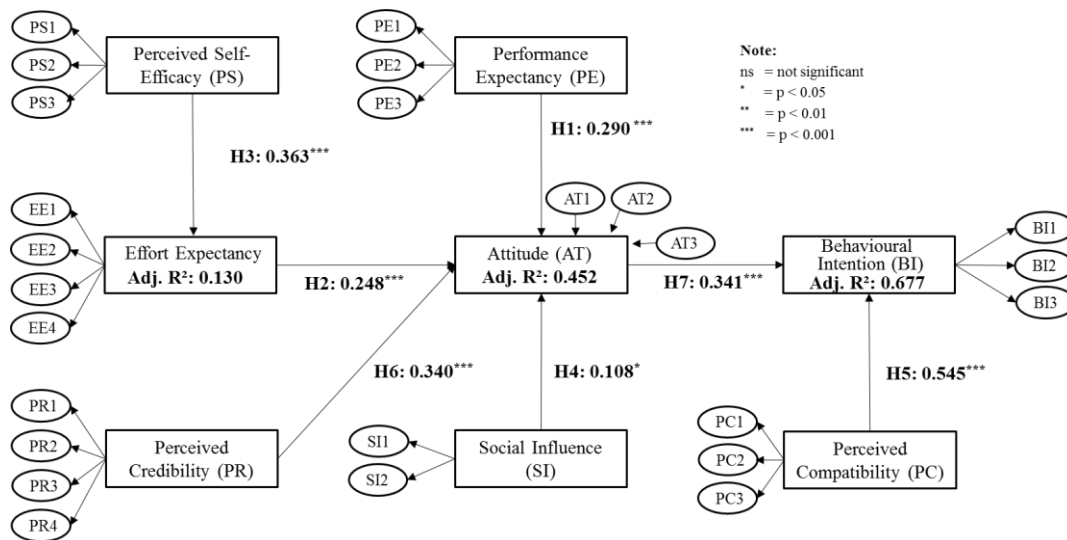 PS1
PS2
PS3
Perceived Self-
Efficacy (PS)
PE1
PE2
PE3
Performance
Expectancy (PE)
Note:
ns = not significant
* = p < 0.05
** = p < 0.01
*** = p < 0.001
H3: 0.363***
H1: 0.290 ***
EE1
EE2
EE3
EE4
Effort Expectancy
Adj. R²: 0.130
H2: 0.248***
AT1
AT2
AT3
Attitude (AT)
Adj. R²: 0.452
H7: 0.341***
Behavioural
Intention (BI)
Adj. R²: 0.677
BI1
BI2
BI3
H6: 0.340***
H4: 0.108*
H5: 0.545***
PR1
PR2
PR3
PR4
Perceived
Credibility (PR)
SI1
SI2
Social Influence
(SI)
PC1
PC2
PC3
Perceived
Compatibility (PC)